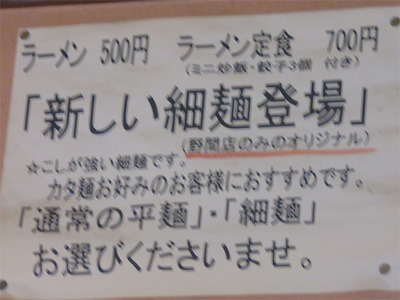 ラーメン 500円 ラーメン定食 700円
(ミニ炒飯・餃子3個 付き)
「新しい細麺登場」
(野間店のみのオリジナル)
☆こしが強い細麺です。
カタ麺お好みのお客様におすすめです。
「通常の平麺」・「細麺」
お選びくださいませ。